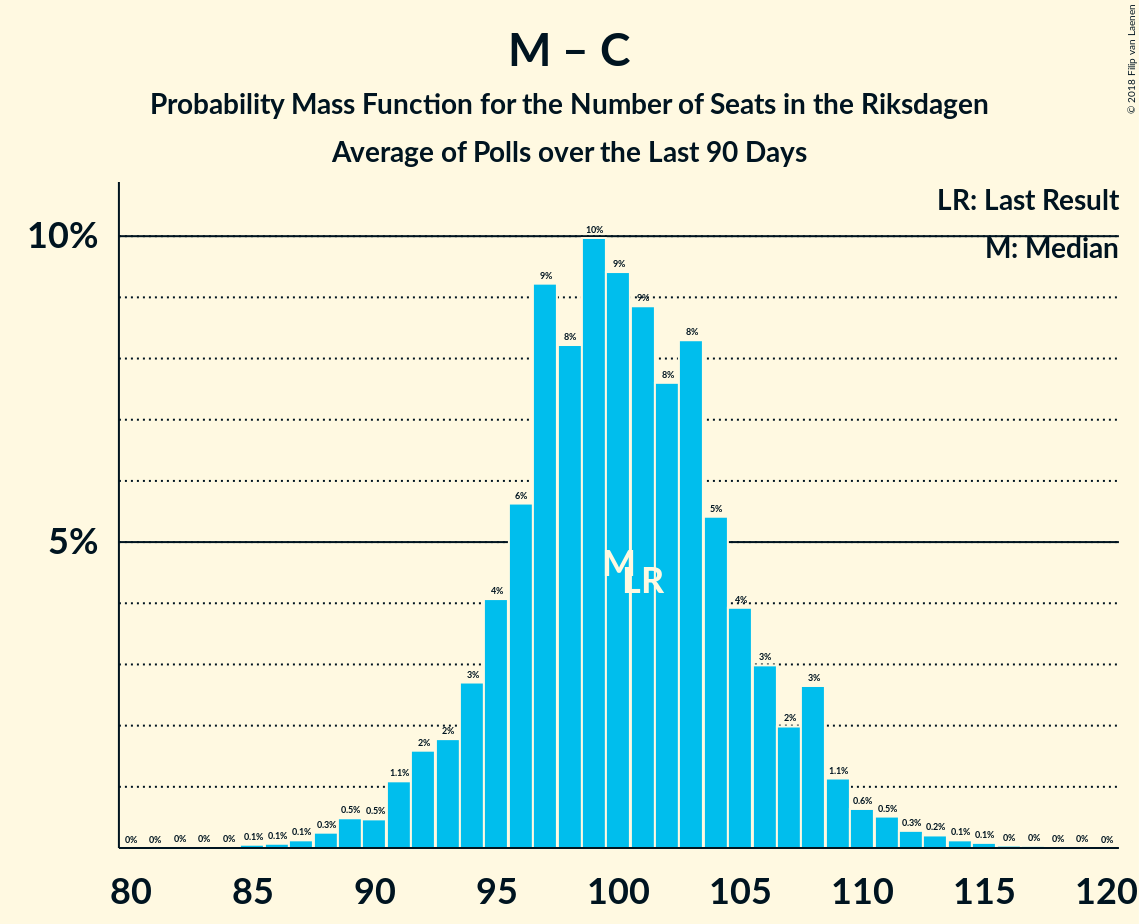 M – C
Probability Mass Function for the Number of Seats in the Riksdagen
Average of Polls over the Last 90 Days
© 2018 Filip van Laenen
LR: Last Result
M: Median
10%
5%
0% 0% 0% 0% 0% 0.1% 0.1% 0.1% 0.3% 0.5% 0.5% 1.1% 2% 2% 3% 4% 6% 9% 8% 10% 9% 9% 8% 8% 5% 4% 3% 2% 3% 1.1% 0.6% 0.5% 0.3% 0.2% 0.1% 0.1% 0% 0% 0% 0% 0%
M
LR
80 85 90 95 100 105 110 115 120